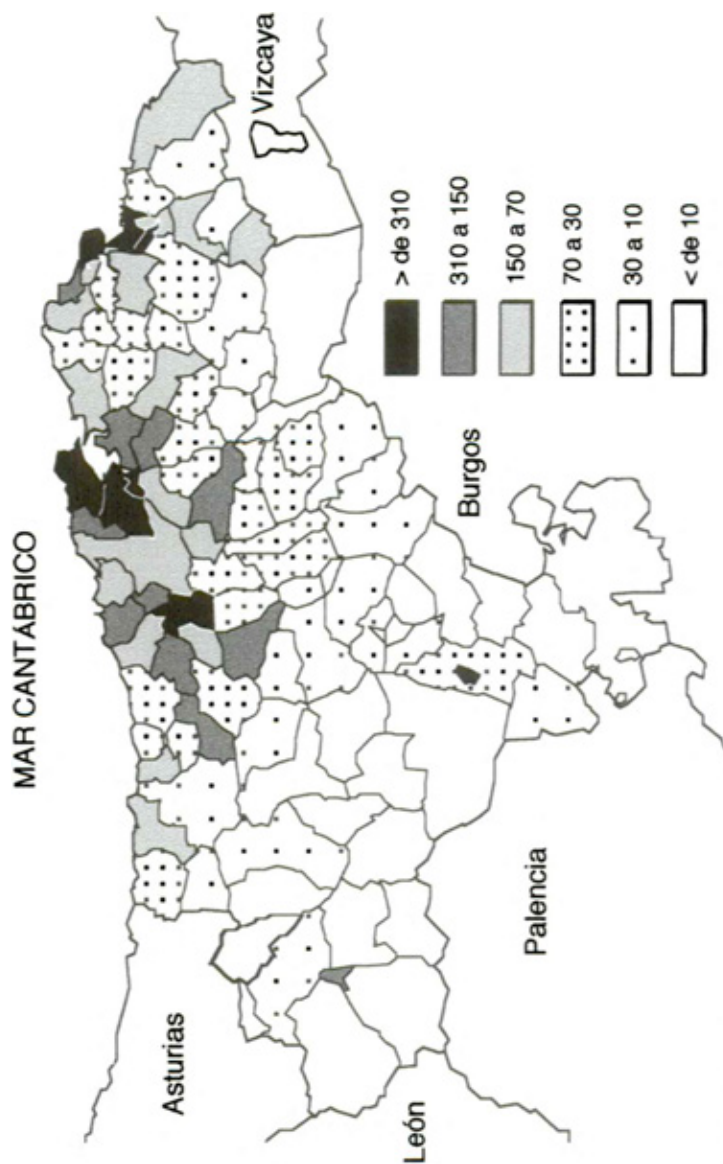 MAR CANTÁBRICO
Asturias
León
Palencia
Burgos
Vizcaya
> de 310
310 a 150
150 a 70
70 a 30
30 a 10
< de 10